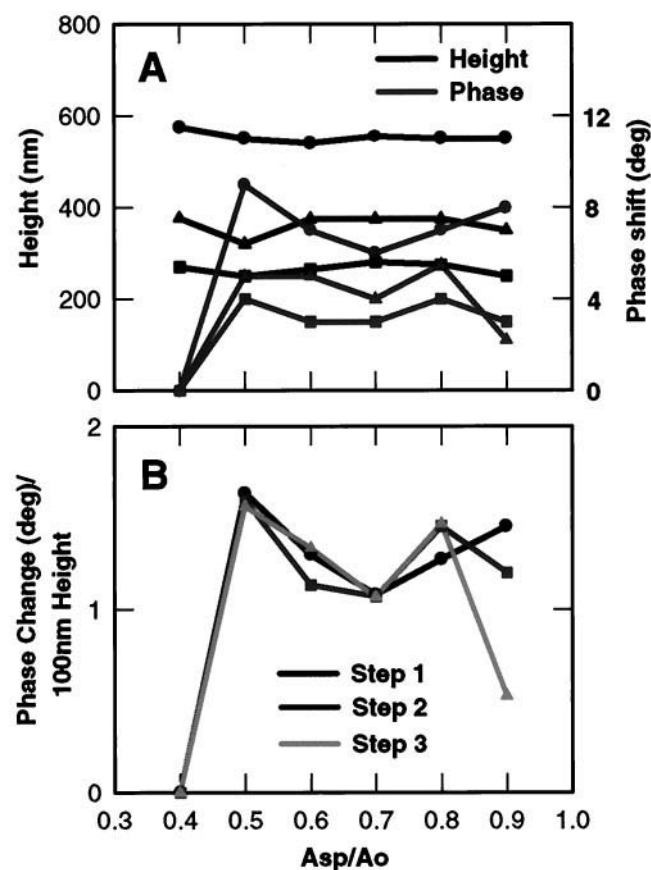 800
A
Height
Phase
600
12
400
8
200
4
0
0
Height (nm)
Phase shift (deg)
2
B
1
Step 1
Step 2
Step 3
0
Phase Change (deg)/
100nm Height
0.3 0.4 0.5 0.6 0.7 0.8 0.9 1.0
Asp/Ao